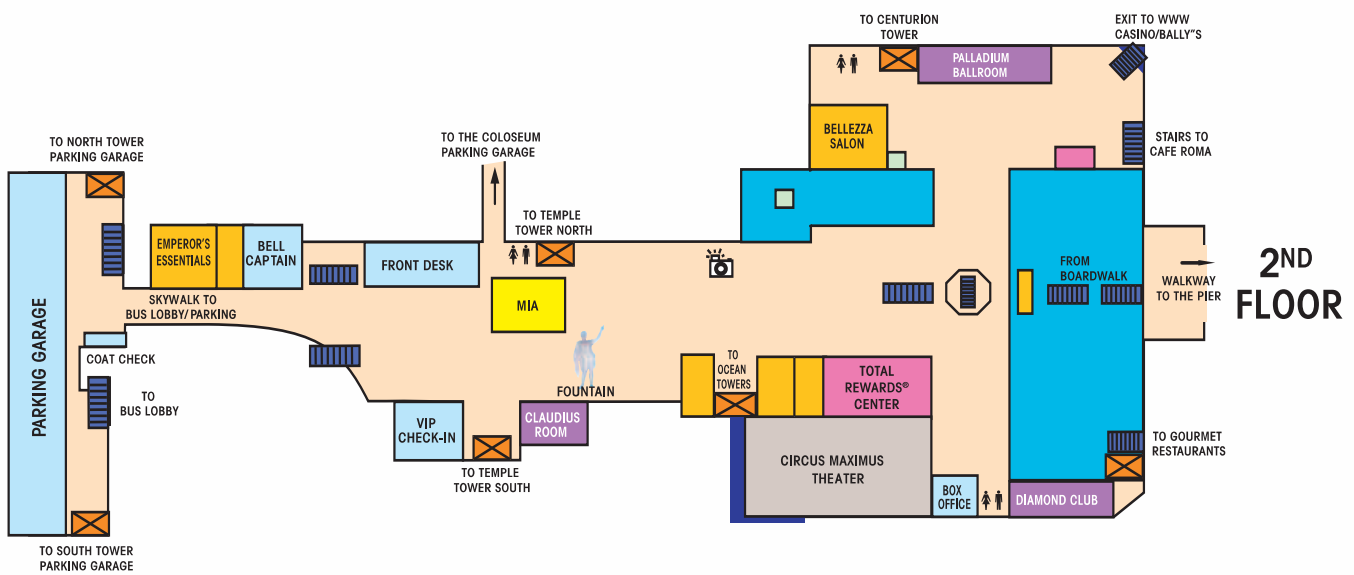 TO CENTURION
TOWER
EXIT TO WWW
CASINO/BALLY"S
PALLADIUM
BALLROOM
TO NORTH TOWER
PARKING GARAGE
TO THE COLOSEUM
PARKING GARAGE
BELLEZZA
SALON
STAIRS TO
CAFE ROMA
TO TEMPLE
TOWER NORTH
EMPEROR'S
ESSENTIALS
BELL
CAPTAIN
FRONT DESK
FROM
BOARDWALK
WALKWAY
TO THE PIER
2ND
FLOOR
MIA
SKYWALK TO
BUS LOBBY/PARKING
PARKING GARAGE
COAT CHECK
TO
BUS LOBBY
TO
OCEAN
TOWERS
TOTAL
REWARDS®
CENTER
FOUNTAIN
VIP
CHECK-IN
CLAUDIUS
ROOM
TO GOURMET
RESTAURANTS
CIRCUS MAXIMUS
THEATER
TO TEMPLE
TOWER SOUTH
BOX
OFFICE
DIAMOND CLUB
TO SOUTH TOWER
PARKING GARAGE